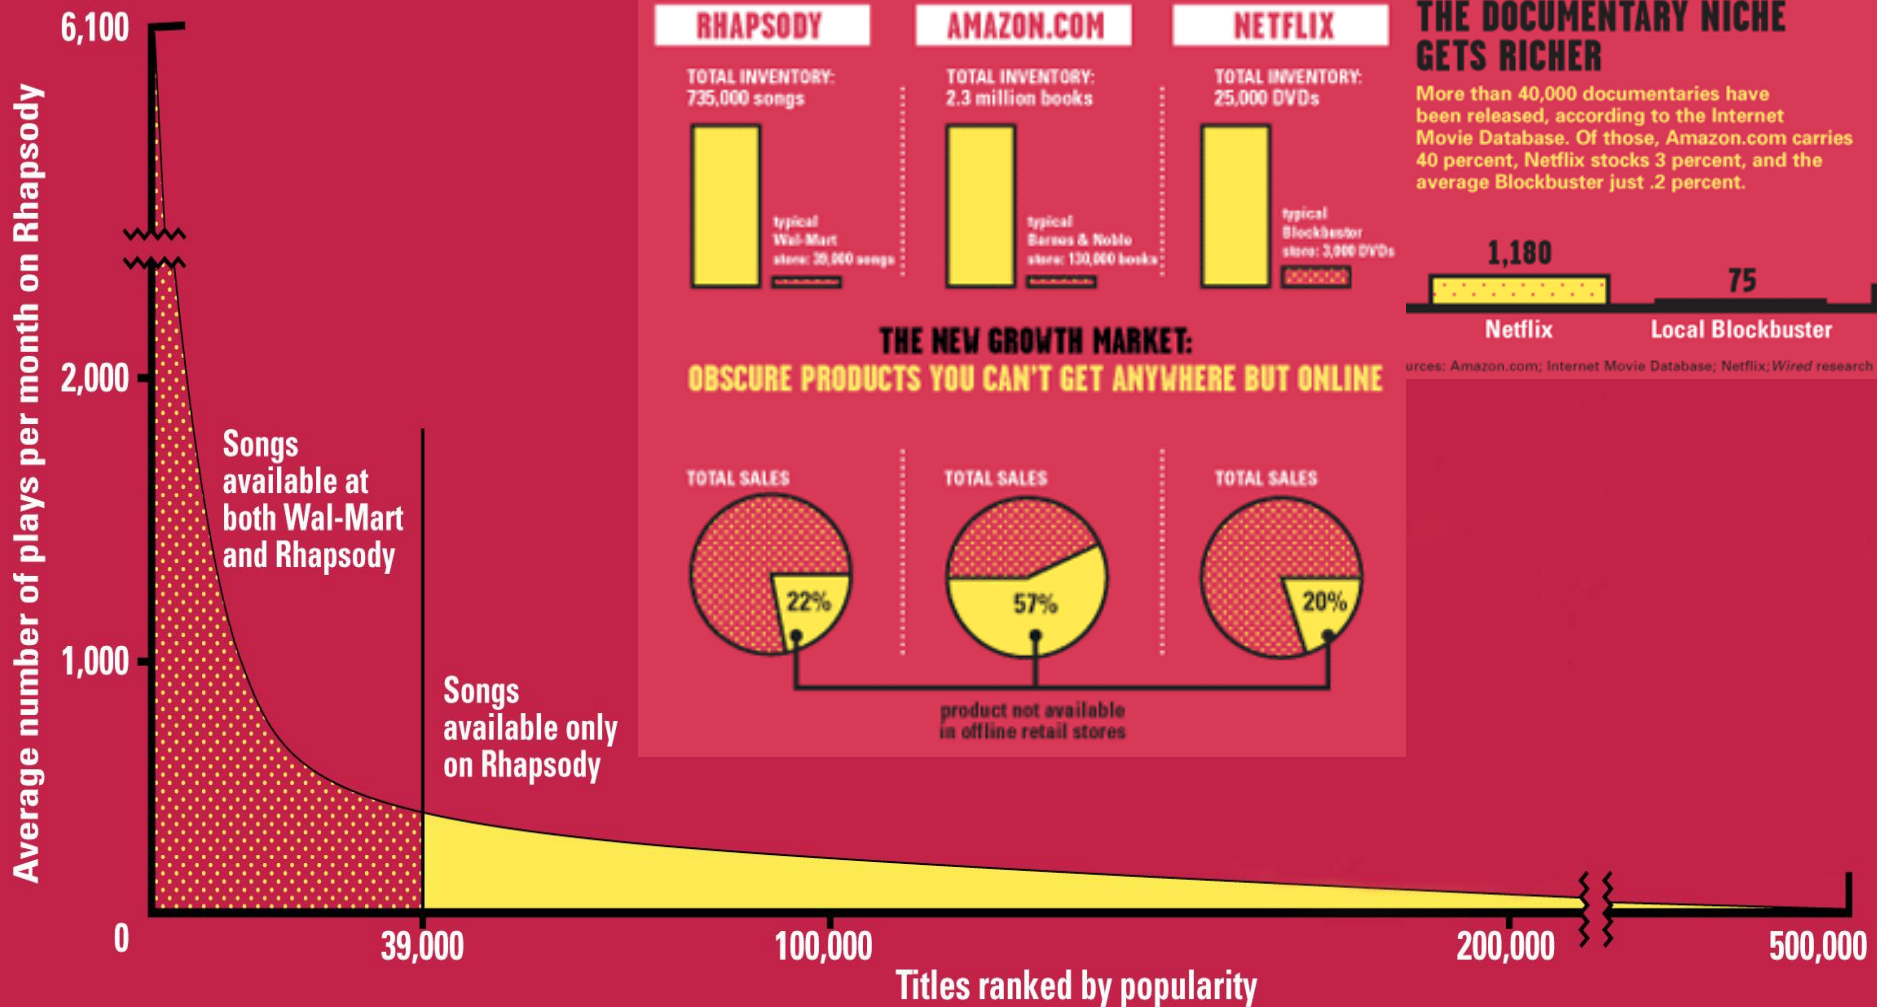 6,100
2,000
1,000
0
Average number of plays per month on Rhapsody
Songs
available at
both Wal-Mart
and Rhapsody
Songs
available only
on Rhapsody
39,000
100,000
200,000
500,000
Titles ranked by popularity
RHAPSODY
TOTAL INVENTORY:
735,000 songs
typical
Wal-Mart
store: 39,000 songs
AMAZON.COM
TOTAL INVENTORY:
2.3 million books
typical
Barnes & Noble
store: 130,000 books
NETFLIX
TOTAL INVENTORY:
25,000 DVDs
typical
Blockbuster
store: 3,000 DVDs
THE NEW GROWTH MARKET:
OBSCURE PRODUCTS YOU CAN'T GET ANYWHERE BUT ONLINE
TOTAL SALES
22%
TOTAL SALES
57%
TOTAL SALES
20%
product not available
in offline retail stores
THE DOCUMENTARY NICHE
GETS RICHER
More than 40,000 documentaries have
been released, according to the Internet
Movie Database. Of those, Amazon.com carries
40 percent, Netflix stocks 3 percent, and the
average Blockbuster just .2 percent.
1,180
Netflix
75
Local Blockbuster
urces: Amazon.com; Internet Movie Database; Netflix; Wired research